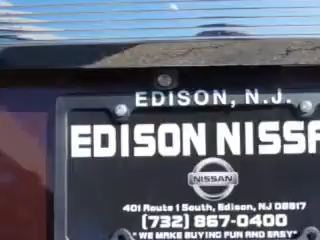 EDISON, N.J.
EDISON NISSA
NISSAN
401 Route 1 South, Edison, NJ 08817
(732) 867-0400
" WE MAKE BUYING FUN AND EASY"